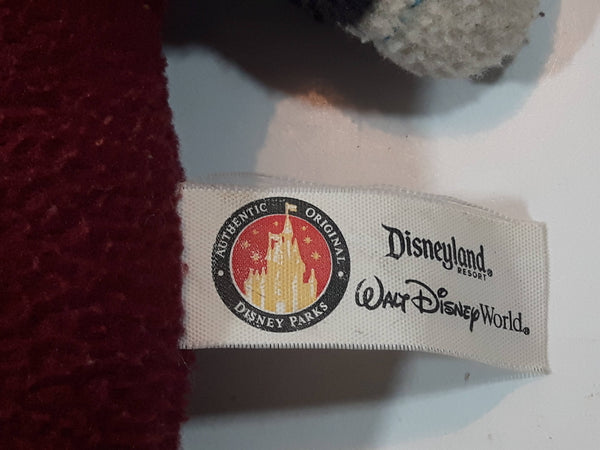 AUTHENTIC ORIGINAL
DISNEY PARKS
Disneyland®
RESORT
WALT DISNEY World®